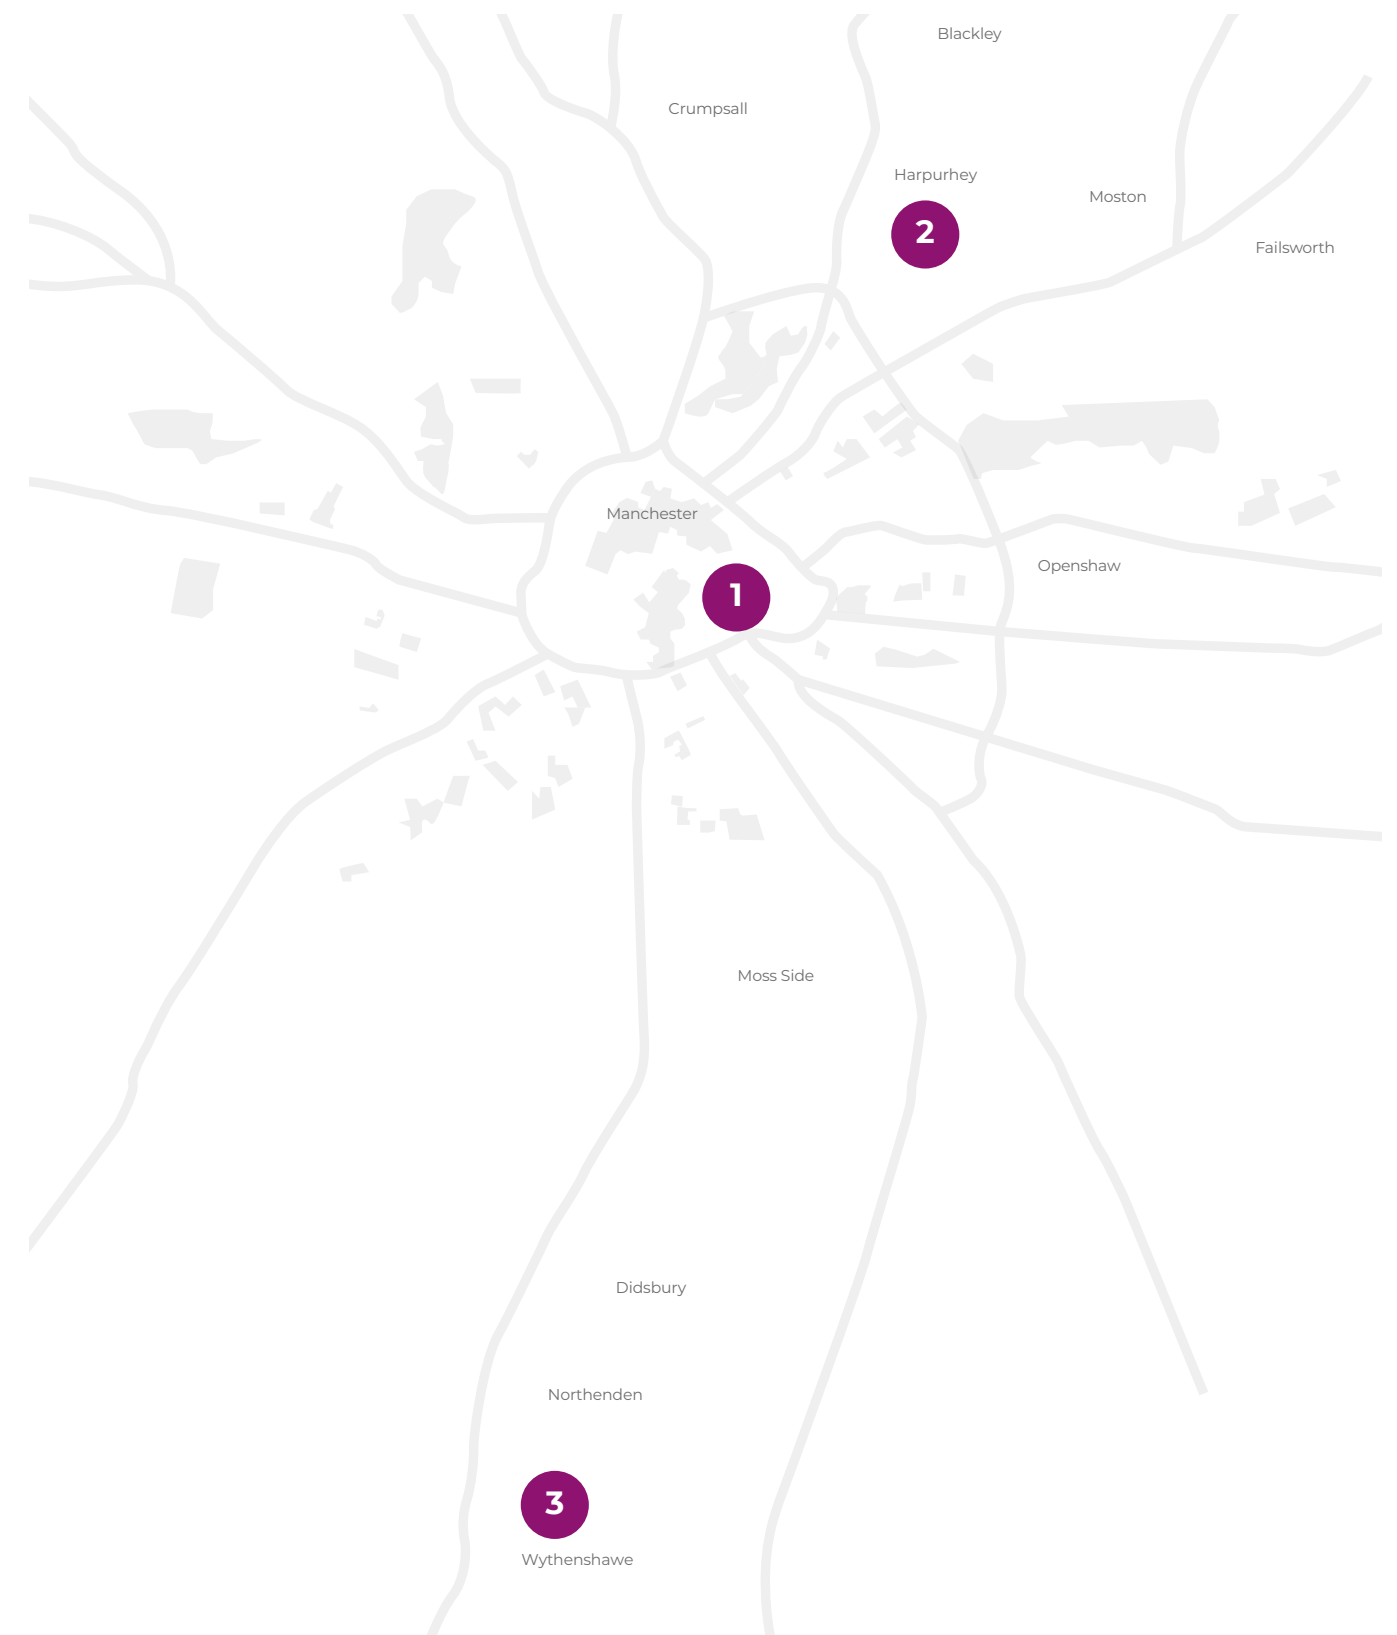 Blackley
Crumpsall
Harpurhey
Moston
2
Failsworth
Manchester
Openshaw
1
Moss Side
Didsbury
Northenden
3
Wythenshawe